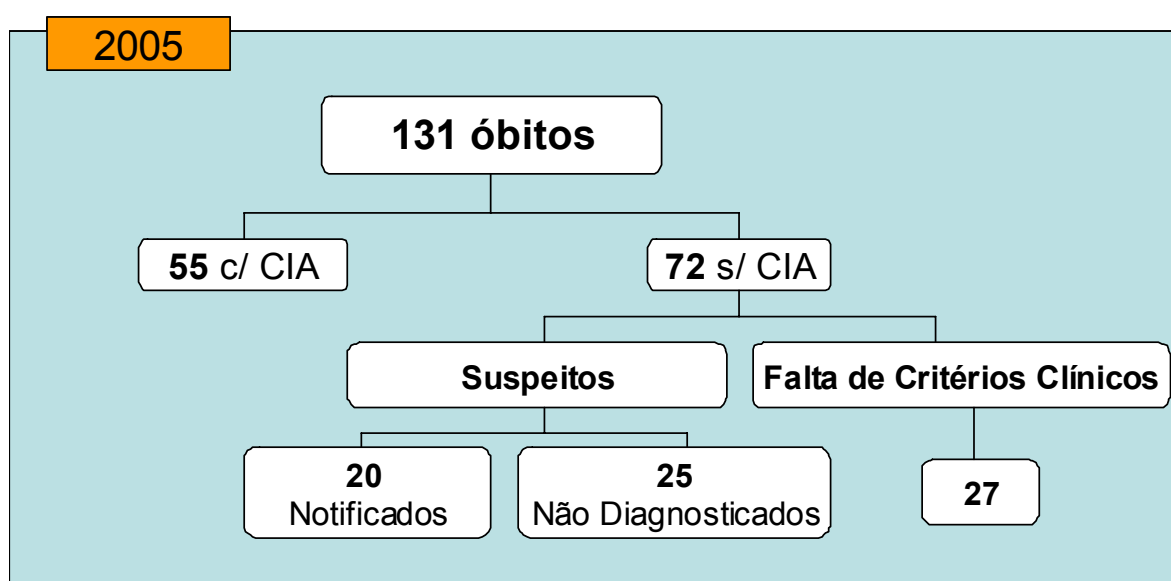 2005
131 óbitos
55 c/ CIA
72 s/ CIA
Suspeitos
Falta de Critérios Clínicos
20
Notificados
25
Não Diagnosticados
27